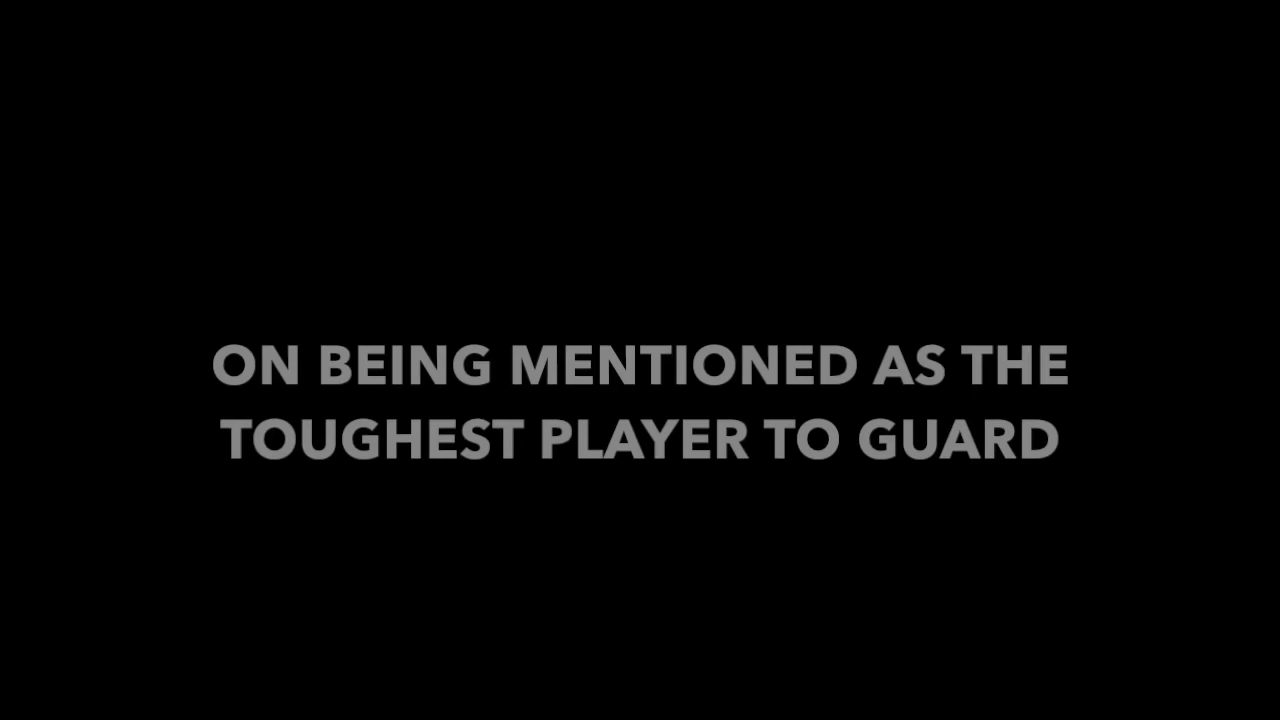 ON BEING MENTIONED AS THE
TOUGHEST PLAYER TO GUARD